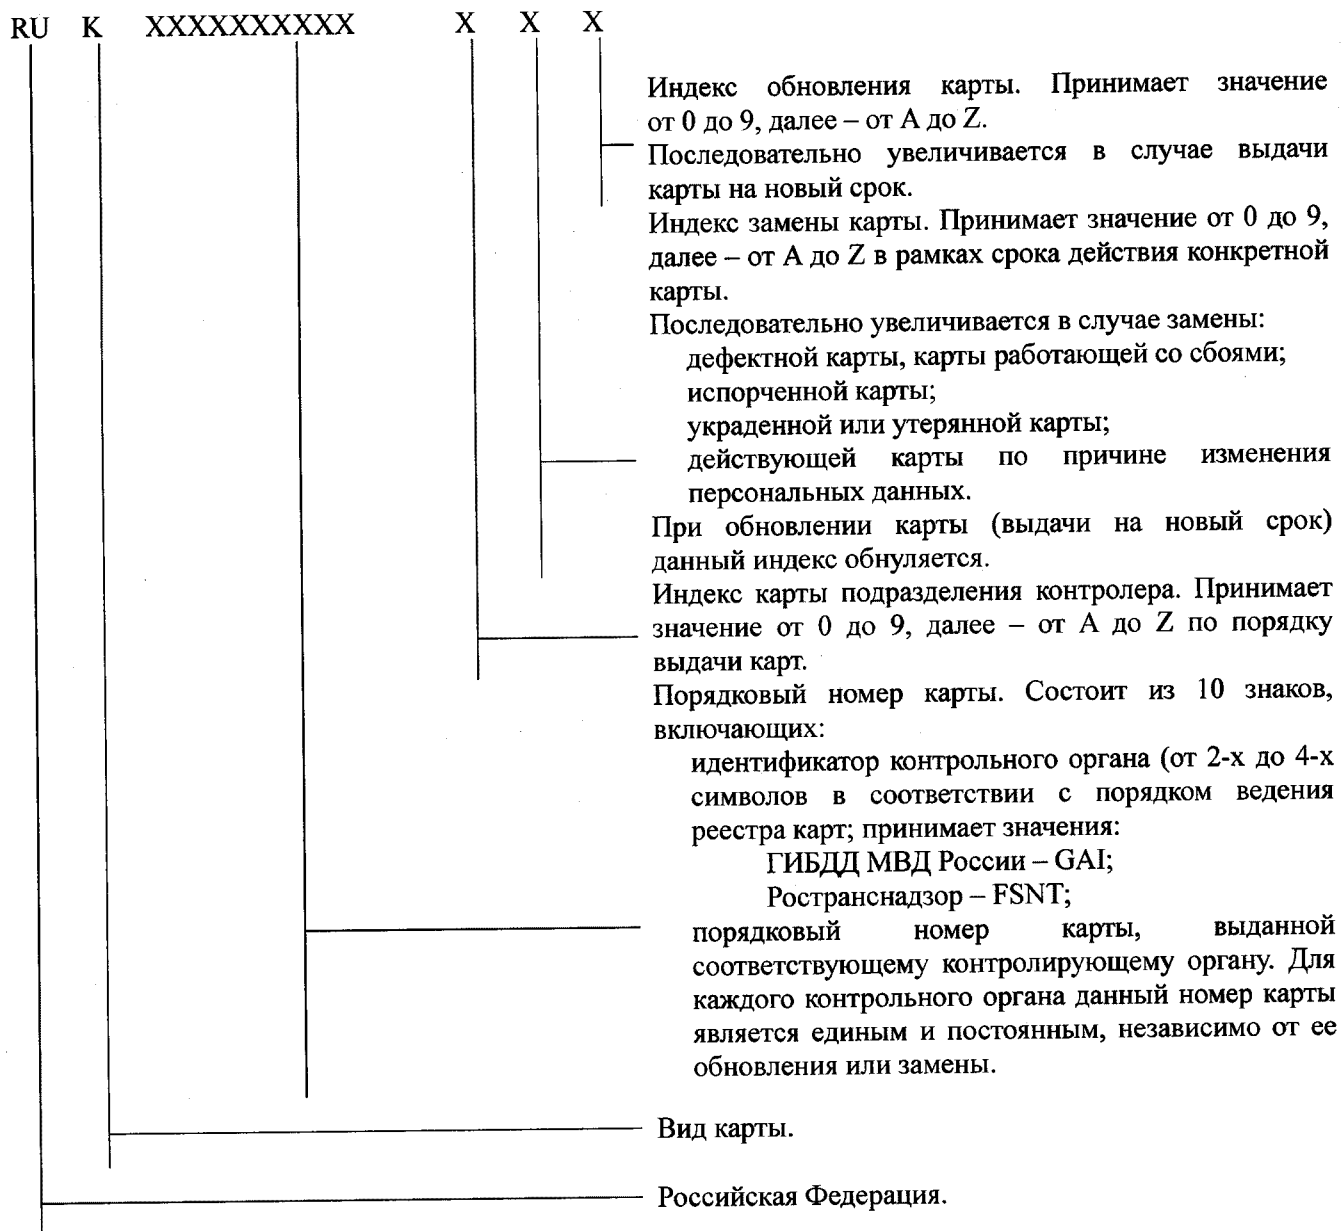 RU K XXXXXXXXXX X X X
Индекс обновления карты. Принимает значение
от 0 до 9, далее – от A до Z.
Последовательно увеличивается в случае выдачи
карты на новый срок.
Индекс замены карты. Принимает значение от 0 до 9,
далее – от A до Z в рамках срока действия конкретной
карты.
Последовательно увеличивается в случае замены:
дефектной карты, карты работающей со сбоями;
испорченной карты;
украденной или утерянной карты;
действующей карты по причине изменения
персональных данных.
При обновлении карты (выдачи на новый срок)
данный индекс обнуляется.
Индекс карты подразделения контролера. Принимает
значение от 0 до 9, далее – от A до Z по порядку
выдачи карт.
Порядковый номер карты. Состоит из 10 знаков,
включающих:
идентификатор контрольного органа (от 2-х до 4-х
символов в соответствии с порядком ведения
реестра карт; принимает значения:
ГИБДД МВД России – GAI;
Ространснадзор – FSNT;
порядковый номер карты, выданной
соответствующему контролирующему органу. Для
каждого контрольного органа данный номер карты
является единым и постоянным, независимо от ее
обновления или замены.
Вид карты.
Российская Федерация.